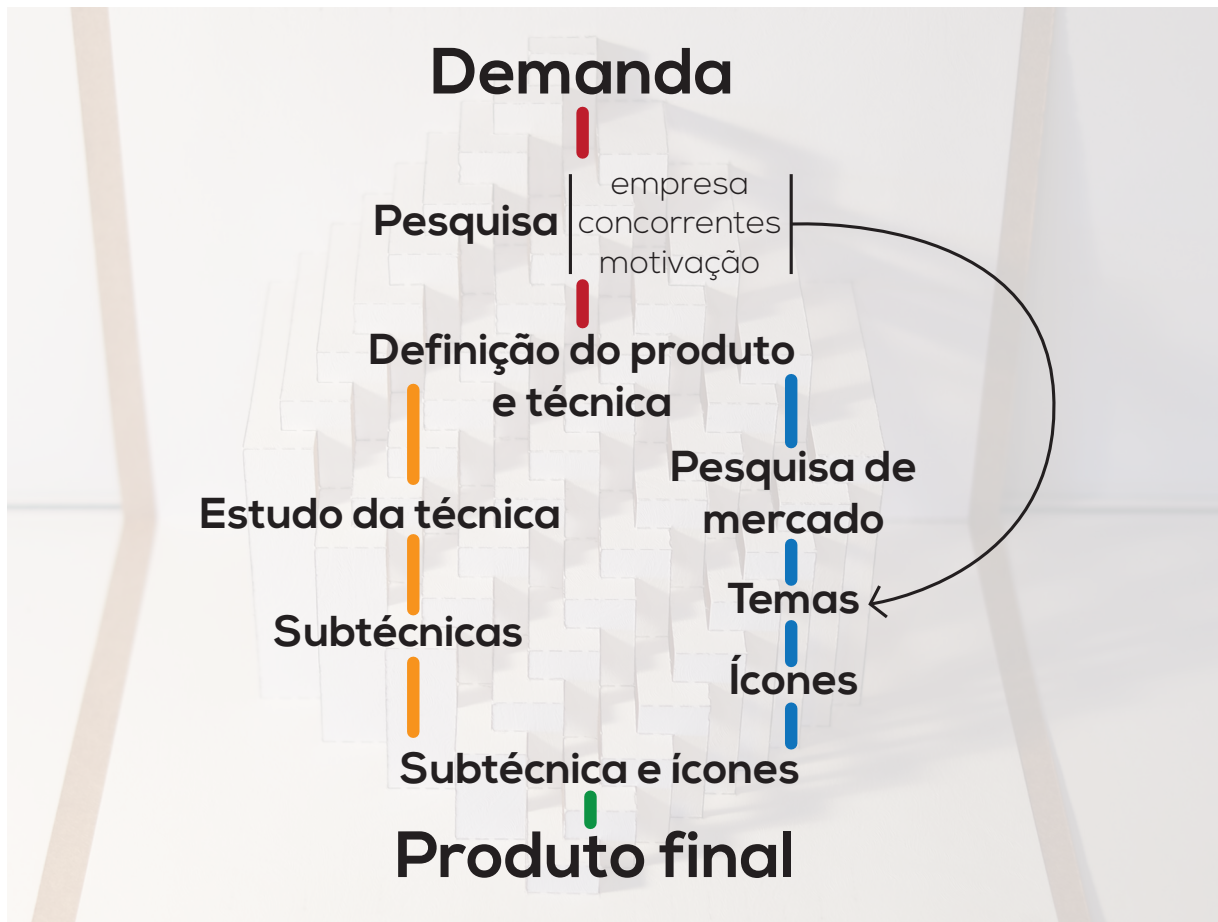 Demanda
Pesquisa
empresa
concorrentes
motivação
Definição do produto
e técnica
Estudo da técnica
Subtécnicas
Pesquisa de
mercado
Temas
Ícones
Subtécnica e ícones
Produto final